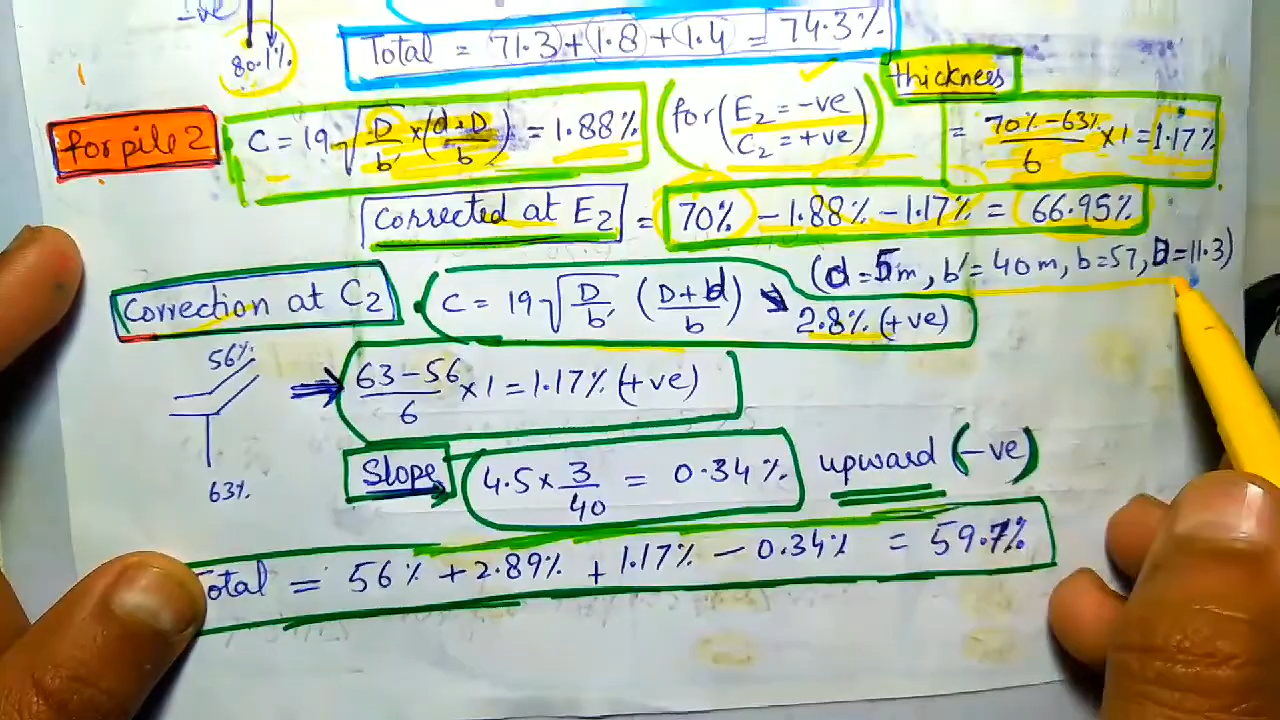 -ve
80.1%
Total = 71.3+1.8+1.4 = 74.3%
thickness
for pile 2
C = 19 √D/b' × (d+D/b) = 1.88%
for (E₂ = -ve
C₂ = +ve)
= 70%-63%/6 × 1 = 1.17%
Corrected at E₂ = 70% - 1.88% - 1.17% = 66.95%
(d = 5m, b' = 40m, b = 57, D = 11.3)
Correction at C₂
C = 19 √D/b' (D+d/b) → 2.8% (+ve)
56%
63%
⇒ 63-56/6 × 1 = 1.17% (+ve)
Slope → 4.5 × 3/40 = 0.34% upward (-ve)
Total = 56% + 2.89% + 1.17% - 0.34% = 59.7%